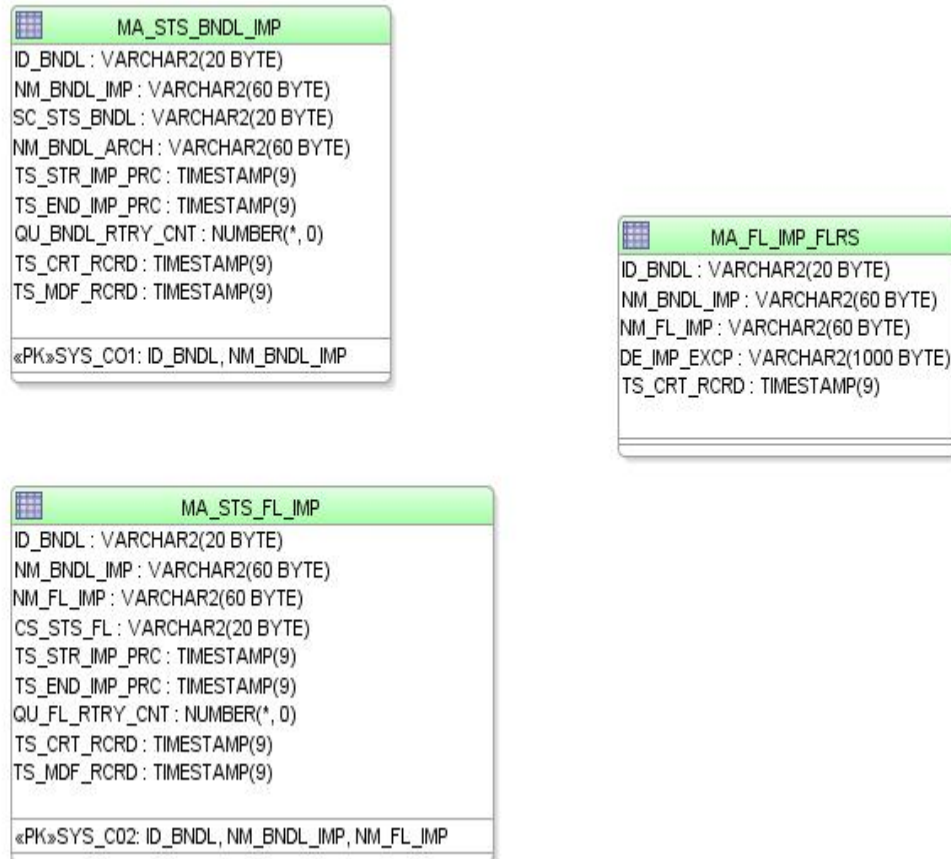 MA_STS_BNDL_IMP
ID_BNDL : VARCHAR2(20 BYTE)
NM_BNDL_IMP : VARCHAR2(60 BYTE)
SC_STS_BNDL : VARCHAR2(20 BYTE)
NM_BNDL_ARCH : VARCHAR2(60 BYTE)
TS_STR_IMP_PRC : TIMESTAMP(9)
TS_END_IMP_PRC : TIMESTAMP(9)
QU_BNDL_RTRY_CNT : NUMBER(*, 0)
TS_CRT_RCRD : TIMESTAMP(9)
TS_MDF_RCRD : TIMESTAMP(9)
«PK»SYS_CO1: ID_BNDL, NM_BNDL_IMP
MA_FL_IMP_FLRS
ID_BNDL : VARCHAR2(20 BYTE)
NM_BNDL_IMP : VARCHAR2(60 BYTE)
NM_FL_IMP : VARCHAR2(60 BYTE)
DE_IMP_EXCP : VARCHAR2(1000 BYTE)
TS_CRT_RCRD : TIMESTAMP(9)
MA_STS_FL_IMP
ID_BNDL : VARCHAR2(20 BYTE)
NM_BNDL_IMP : VARCHAR2(60 BYTE)
NM_FL_IMP : VARCHAR2(60 BYTE)
CS_STS_FL : VARCHAR2(20 BYTE)
TS_STR_IMP_PRC : TIMESTAMP(9)
TS_END_IMP_PRC : TIMESTAMP(9)
QU_FL_RTRY_CNT : NUMBER(*, 0)
TS_CRT_RCRD : TIMESTAMP(9)
TS_MDF_RCRD : TIMESTAMP(9)
«PK»SYS_C02: ID_BNDL, NM_BNDL_IMP, NM_FL_IMP